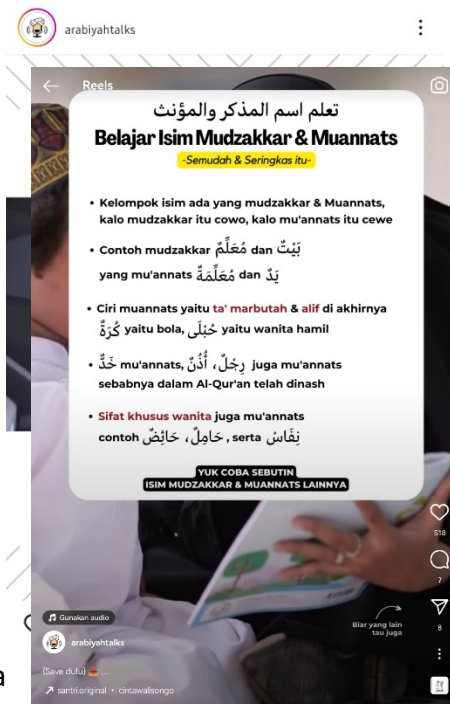 arabiyahtalks
Reels
تعلم اسم المذكر والمؤنث
Belajar Isim Mudzakkar & Muannats
-Semudah & Seringkas itu-
• Kelompok isim ada yang mudzakkar & Muannats,
kalo mudzakkar itu cowo, kalo mu'annats itu cewe
• Contoh mudzakkar مُعَلِّمٌ dan بَيْتٌ
yang mu'annats مُعَلِّمَةٌ dan يَدٌ
• Ciri muannats yaitu ta' marbutah & alif di akhirnya
كُرَةٌ yaitu bola, حُبْلَى yaitu wanita hamil
• خَدٌّ mu'annats, رِجْلٌ، أُذُنٌ juga mu'annats
sebabnya dalam Al-Qur'an telah dinash
• Sifat khusus wanita juga mu'annats
contoh حَامِلٌ، حَائِضٌ, serta نِفَاسْ
YUK COBA SEBUTIN
ISIM MUDZAKKAR & MUANNATS LAINNYA
518
7
8
Gunakan audio
Biar yang lain
tau juga
arabiyahtalks
(Save dulu) 📥 ...
santri.original • cintawalisongo
a